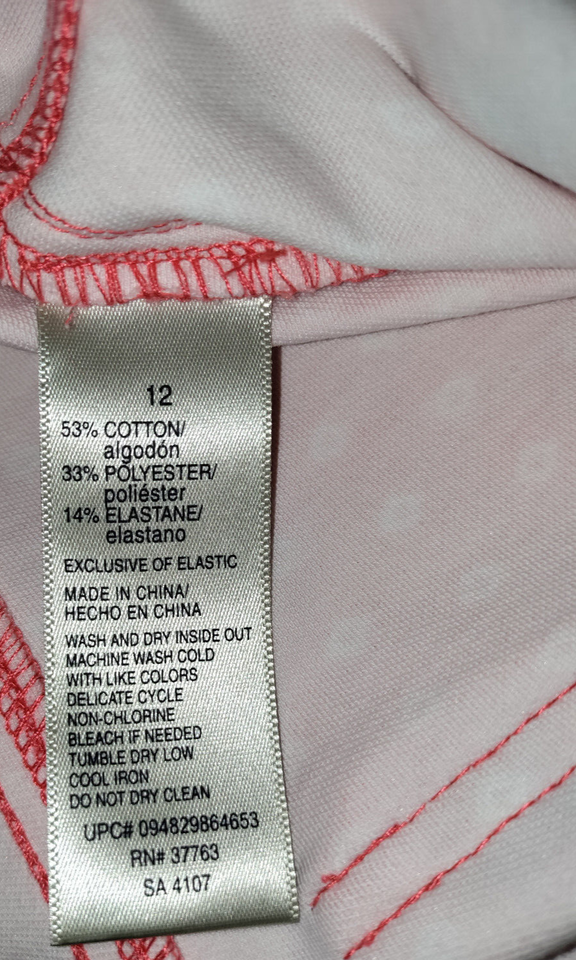 12
53% COTTON/
algodón
33% POLYESTER/
poliéster
14% ELASTANE/
elastano
EXCLUSIVE OF ELASTIC
MADE IN CHINA/
HECHO EN CHINA
WASH AND DRY INSIDE OUT
MACHINE WASH COLD
WITH LIKE COLORS
DELICATE CYCLE
NON-CHLORINE
BLEACH IF NEEDED
TUMBLE DRY LOW
COOL IRON
DO NOT DRY CLEAN
UPC# 094829864653
RN# 37763
SA 4107